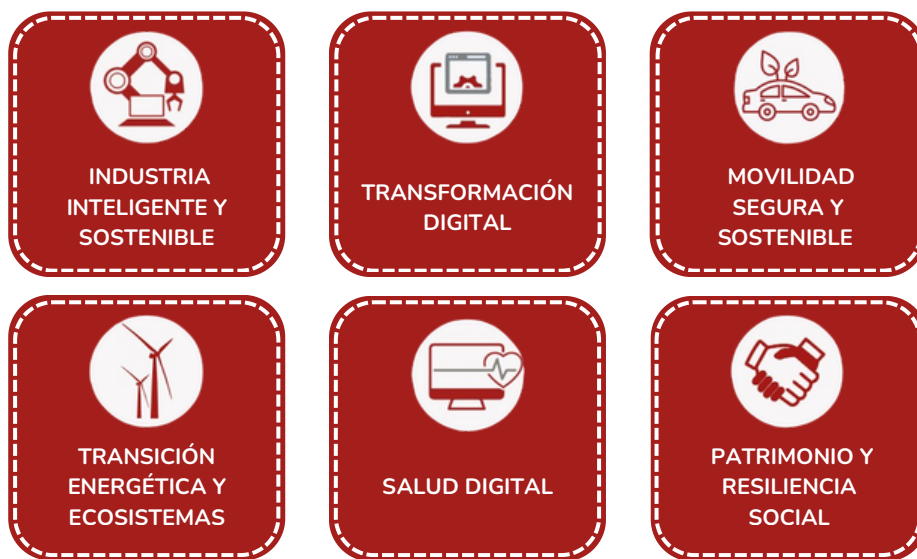 INDUSTRIA
INTELIGENTE Y
SOSTENIBLE
TRANSFORMACIÓN
DIGITAL
MOVILIDAD
SEGURA Y
SOSTENIBLE
TRANSICIÓN
ENERGÉTICA Y
ECOSISTEMAS
SALUD DIGITAL
PATRIMONIO Y
RESILIENCIA
SOCIAL